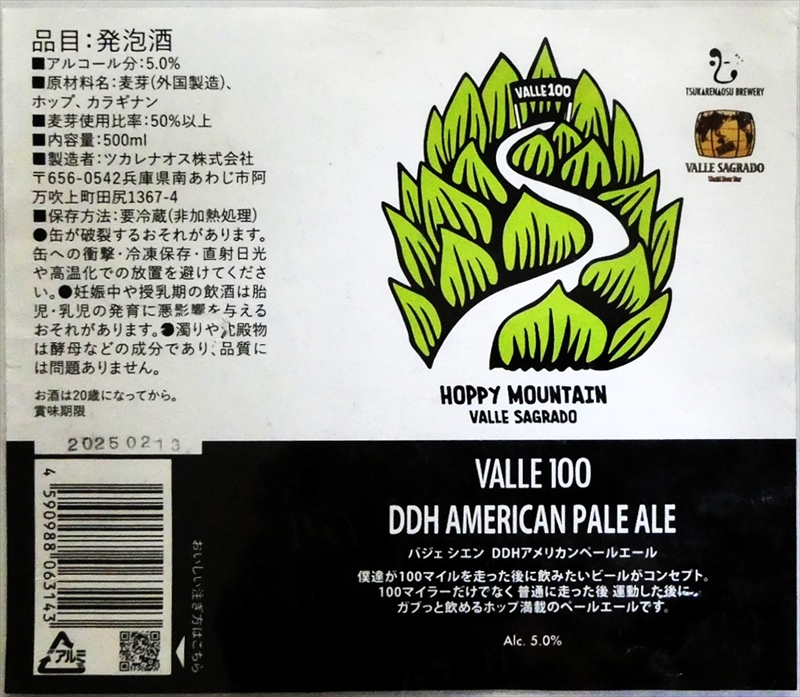 品目:発泡酒
■アルコール分:5.0%
■原材料名:麦芽(外国製造)、
ホップ、カラギナン
■麦芽使用比率:50%以上
■内容量:500ml
■製造者:ツカレナオス株式会社
〒656-0542兵庫県南あわじ市阿
万吹上町田尻1367-4
■保存方法:要冷蔵(非加熱処理)
●缶が破裂するおそれがあります。
缶への衝撃・冷凍保存・直射日光
や高温化での放置を避けてくださ
い。●妊娠中や授乳期の飲酒は胎
児・乳児の発育に悪影響を与える
おそれがあります。●濁りや沈殿物
は酵母などの成分であり、品質に
は問題ありません。
お酒は20歳になってから。
賞味期限
20250213
4 590988 063143
アルミ
おいしい注ぎ方はこちら
VALLE100
TSUKARENAOSU BREWERY
VALLE SAGRADO
World Beer Bar
HOPPY MOUNTAIN
VALLE SAGRADO
VALLE 100
DDH AMERICAN PALE ALE
バジェ シエン DDHアメリカンペールエール
僕達が100マイルを走った後に飲みたいビールがコンセプト。
100マイラーだけでなく普通に走った後 運動した後に
ガブっと飲めるホップ満載のペールエールです。
Alc. 5.0%